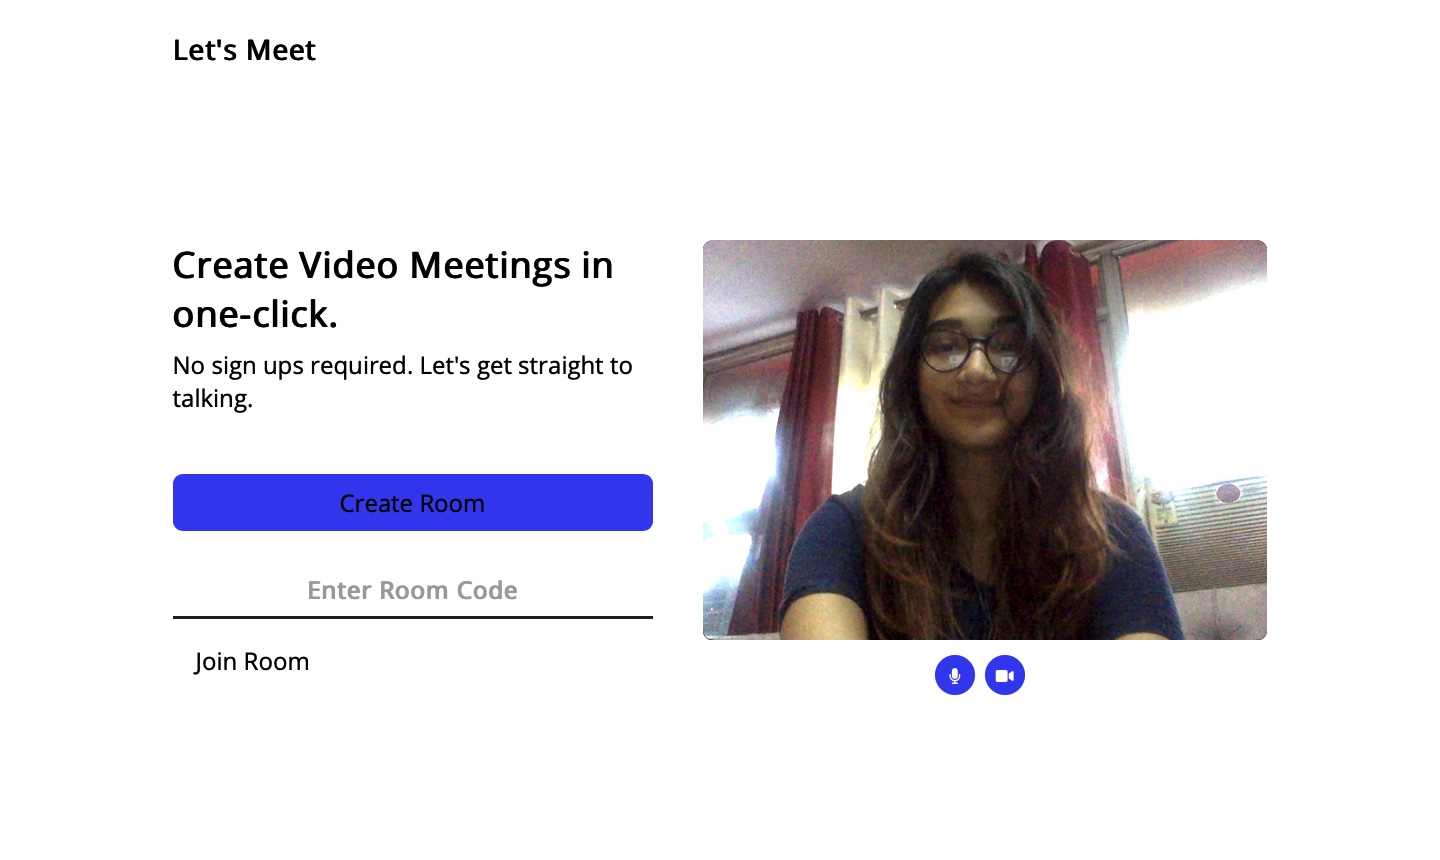 Let's Meet
Create Video Meetings in
one-click.
No sign ups required. Let's get straight to
talking.
Create Room
Enter Room Code
Join Room